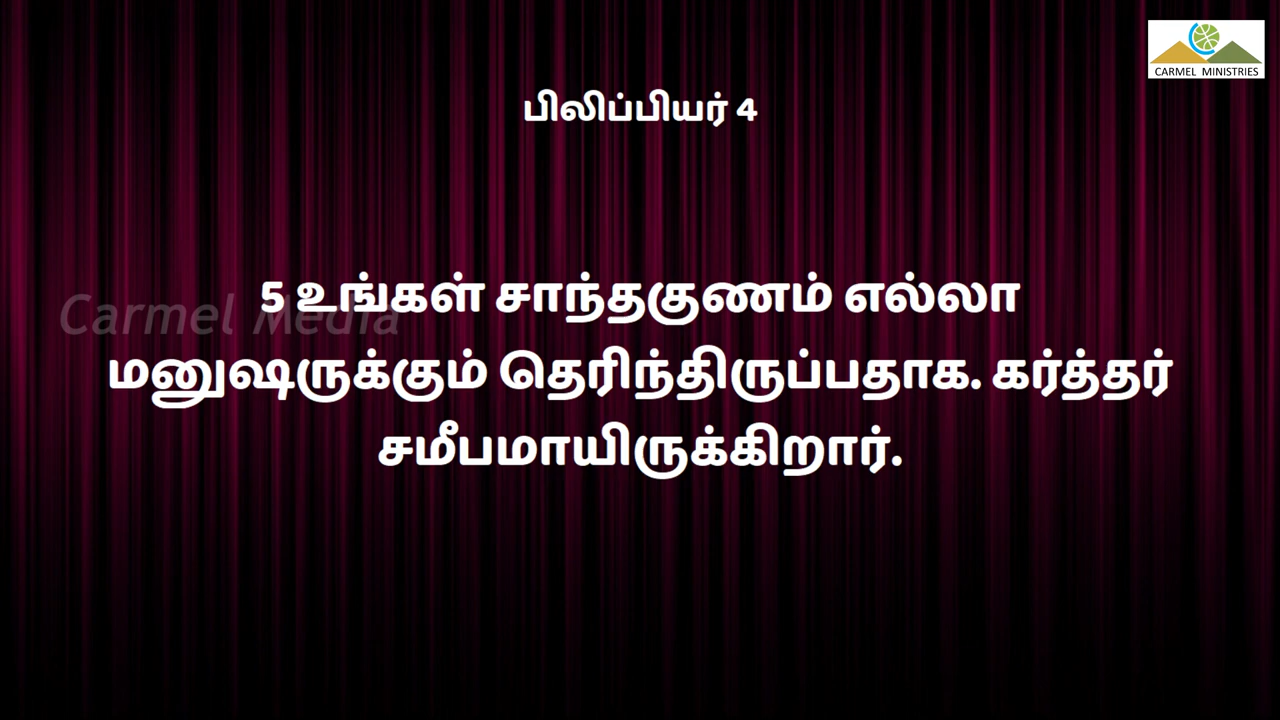 CARMEL MINISTRIES
பிலிப்பியர் 4
5 உங்கள் சாந்தகுணம் எல்லா
Carmel Media
மனுஷருக்கும் தெரிந்திருப்பதாக. கர்த்தர்
சமீபமாயிருக்கிறார்.